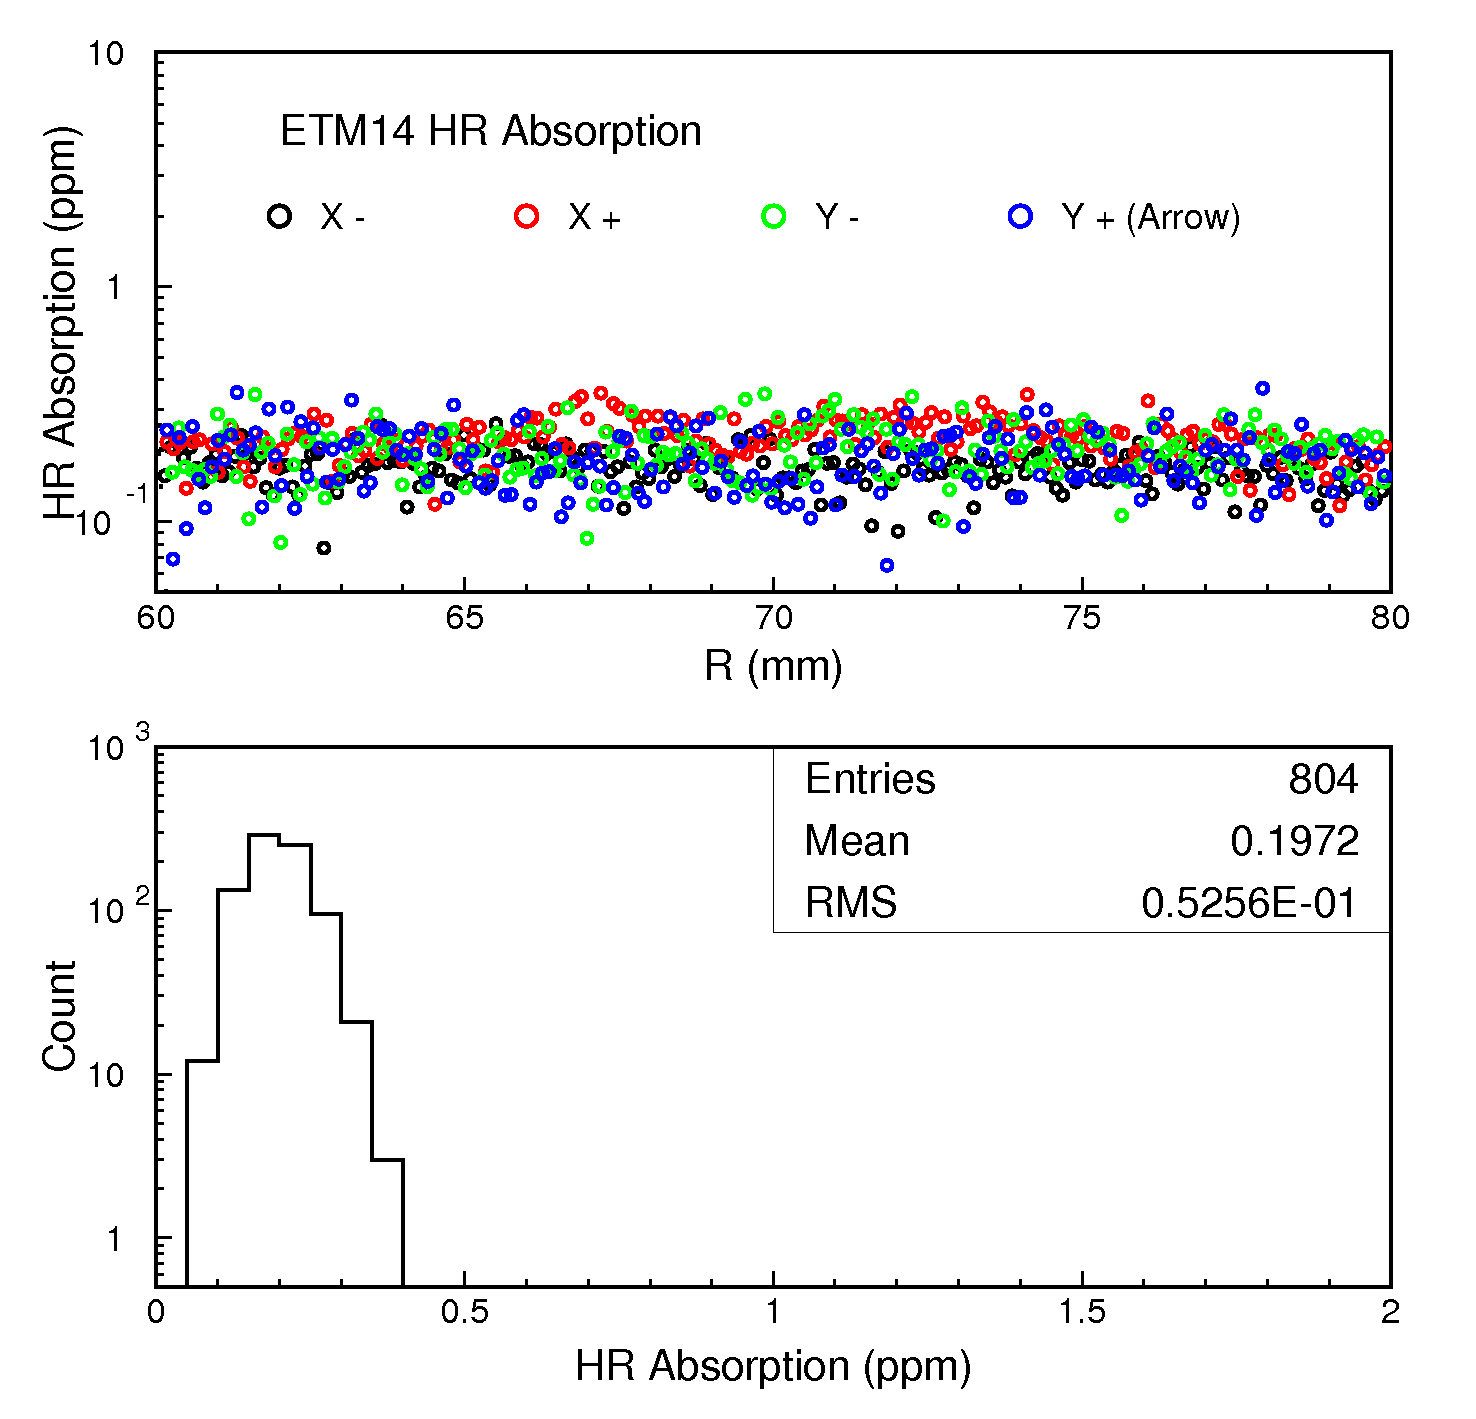 10
ETM14 HR Absorption
X -
X +
Y -
Y + (Arrow)
1
10 -1
HR Absorption (ppm)
60
65
70
75
80
R (mm)
10 3
10 2
10
1
Count
Entries 804
Mean 0.1972
RMS 0.5256E-01
0
0.5
1
1.5
2
HR Absorption (ppm)